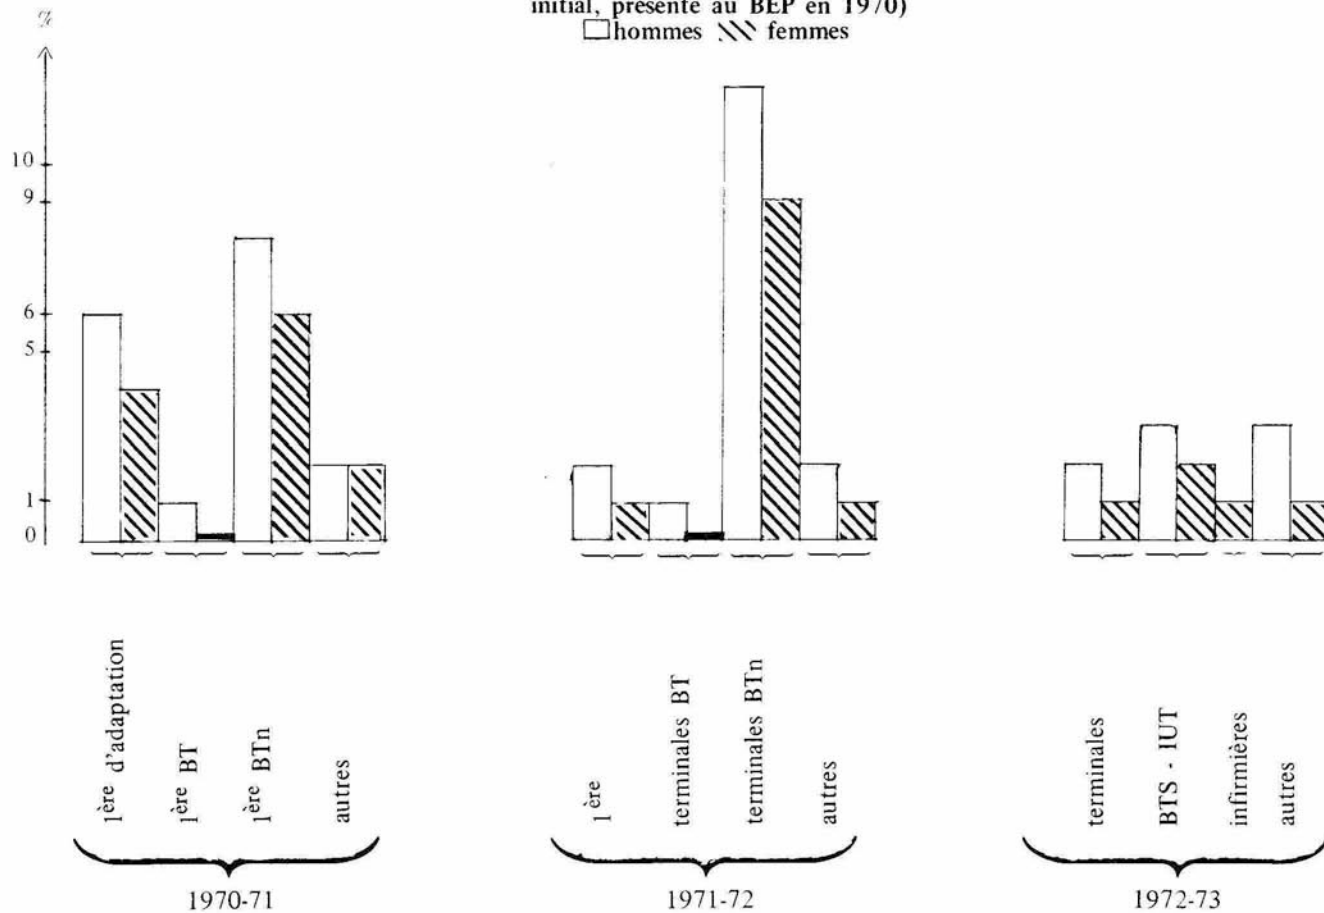 initial, présenté au BEP en 1970)
hommes femmes
%
10
9
6
5
1
0
1ère d'adaptation
1ère BT
1ère BTn
autres
1ère
terminales BT
terminales BTn
autres
terminales
BTS - IUT
infirmières
autres
1970-71
1971-72
1972-73